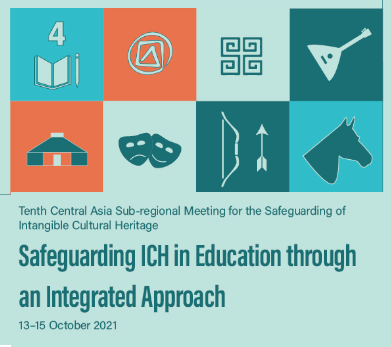 4
Tenth Central Asia Sub-regional Meeting for the Safeguarding of
Intangible Cultural Heritage
Safeguarding ICH in Education through
an Integrated Approach
13–15 October 2021